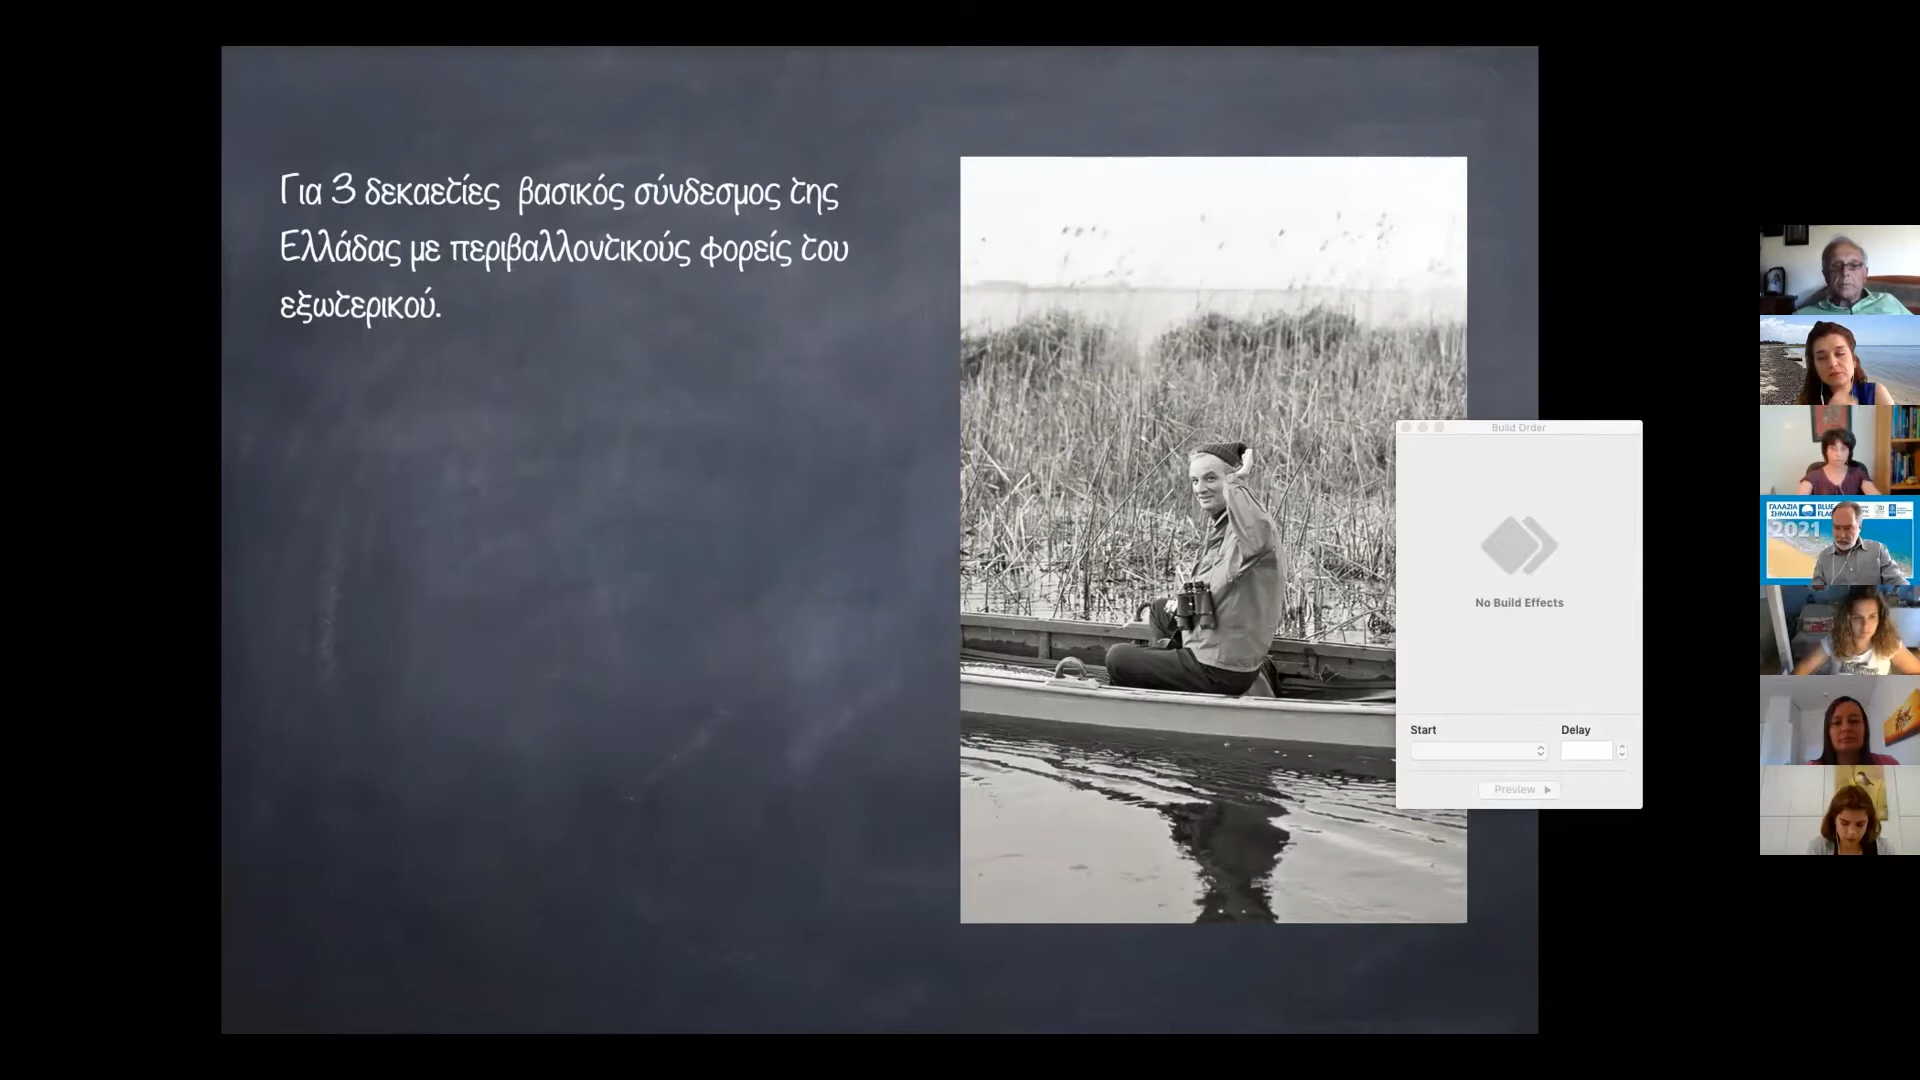 Για 3 δεκαετίες βασικός σύνδεσμος της
Ελλάδας με περιβαλλοντικούς φορείς του
εξωτερικού.
Build Order
No Build Effects
Start
Delay
Preview
ΓΑΛΑΖΙΑ
ΣΗΜΑΙΑ
2021